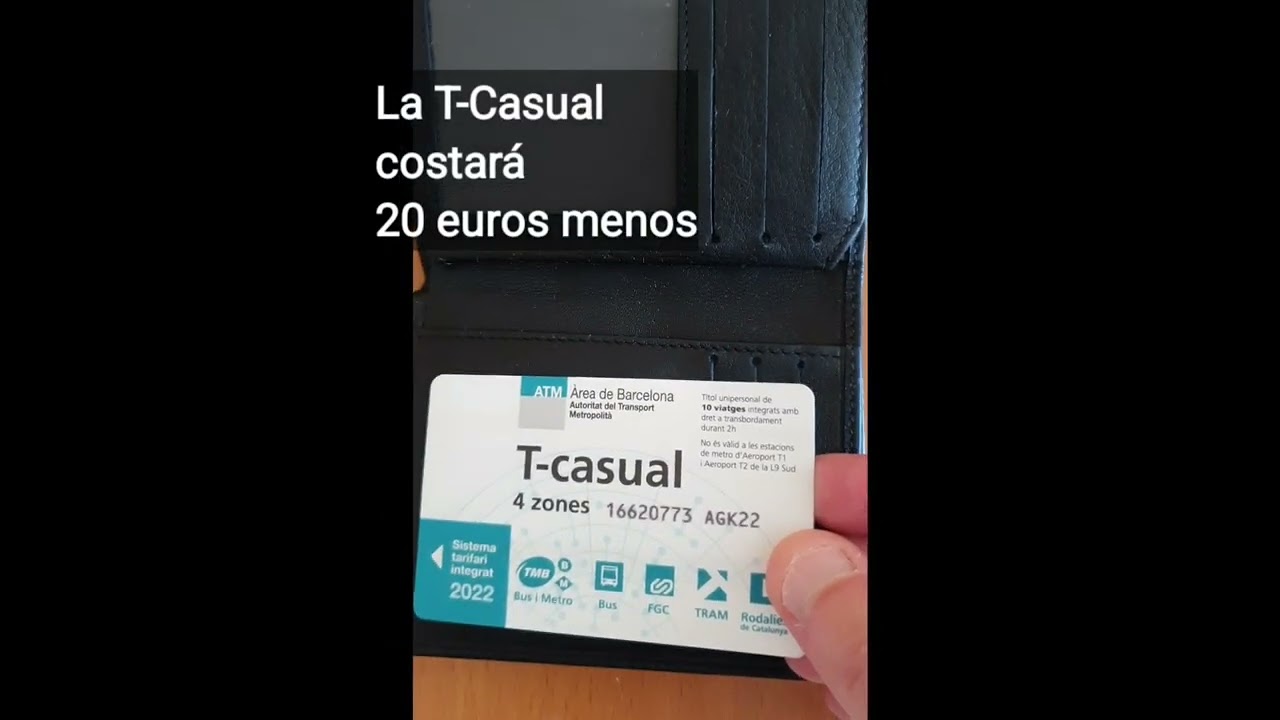 La T-Casual
costará
20 euros menos
ATM
Àrea de Barcelona
Autoritat del Transport
Metropolità
Títol unipersonal de
10 viatges integrats amb
dret a transbordament
durant 2h
No és vàlid a les estacions
de metro d'Aeroport T1
i Aeroport T2 de la L9 Sud
T-casual
4 zones 16620773 AGK22
Sistema
tarifari
integrat
2022
TMB
B
M
Bus i Metro
Bus
FGC
TRAM
Rodalie
de Catalunya